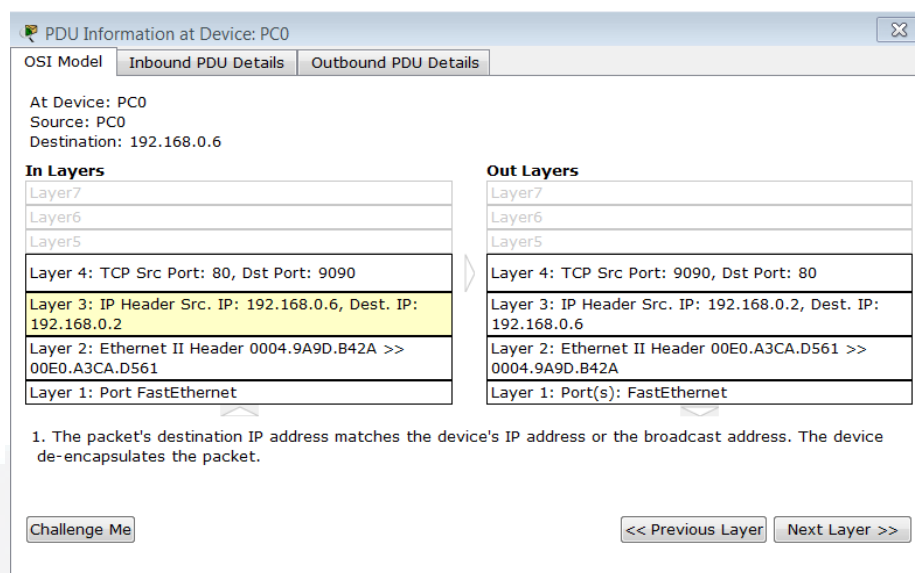 PDU Information at Device: PC0
OSI Model
Inbound PDU Details
Outbound PDU Details
At Device: PC0
Source: PC0
Destination: 192.168.0.6
In Layers
Layer7
Layer6
Layer5
Layer 4: TCP Src Port: 80, Dst Port: 9090
Layer 3: IP Header Src. IP: 192.168.0.6, Dest. IP:
192.168.0.2
Layer 2: Ethernet II Header 0004.9A9D.B42A >>
00E0.A3CA.D561
Layer 1: Port FastEthernet
Out Layers
Layer7
Layer6
Layer5
Layer 4: TCP Src Port: 9090, Dst Port: 80
Layer 3: IP Header Src. IP: 192.168.0.2, Dest. IP:
192.168.0.6
Layer 2: Ethernet II Header 00E0.A3CA.D561 >>
0004.9A9D.B42A
Layer 1: Port(s): FastEthernet
1. The packet's destination IP address matches the device's IP address or the broadcast address. The device
de-encapsulates the packet.
Challenge Me
<< Previous Layer
Next Layer >>